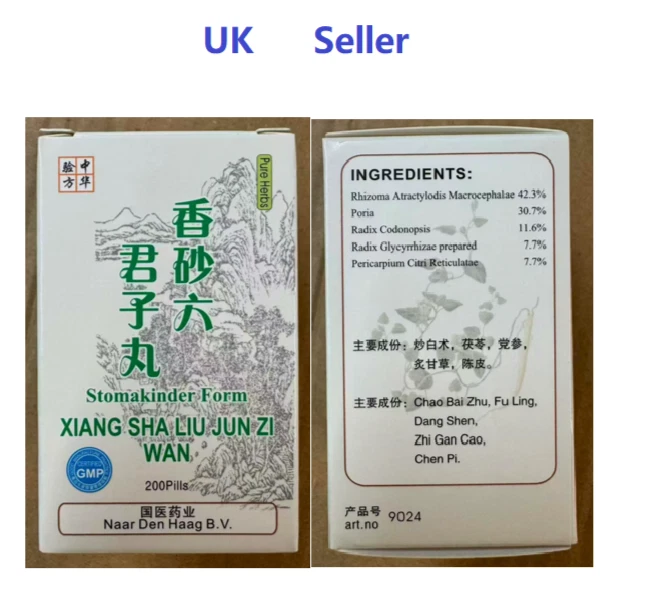 UK Seller
中华
验方
Pure Herbs
香砂六
君子丸
Stomakinder Form
XIANG SHA LIU JUN ZI
WAN
CERTIFIED
GMP
200Pills
国医药业
Naar Den Haag B.V.
INGREDIENTS:
Rhizoma Atractylodis Macrocephalae 42.3%
Poria 30.7%
Radix Codonopsis 11.6%
Radix Glycyrrhizae prepared 7.7%
Pericarpium Citri Reticulatae 7.7%
主要成份：炒白术，茯苓，党参，
炙甘草，陈皮。
主要成份：Chao Bai Zhu, Fu Ling,
Dang Shen,
Zhi Gan Cao,
Chen Pi.
产品号
art.no 9024